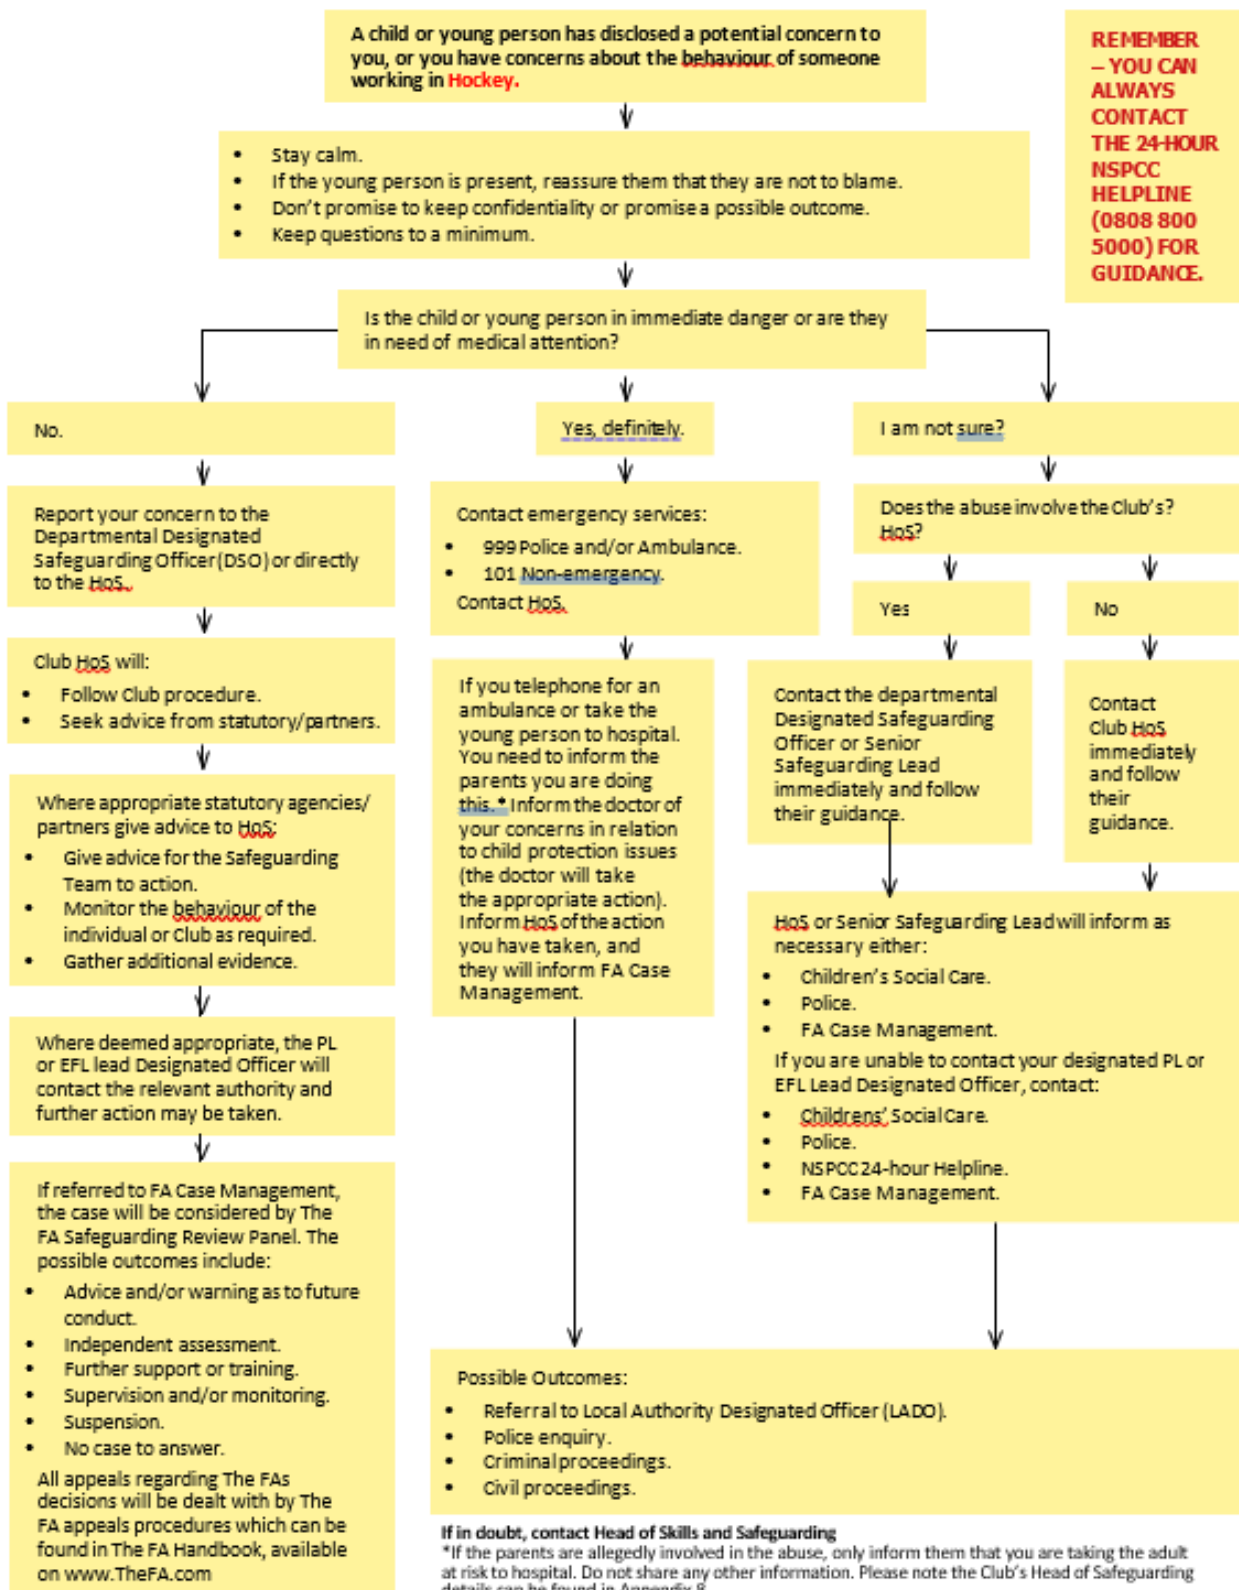 A child or young person has disclosed a potential concern to
you, or you have concerns about the behaviour of someone
working in Hockey.
REMEMBER
– YOU CAN
ALWAYS
CONTACT
THE 24-HOUR
NSPCC
HELPLINE
(0808 800
5000) FOR
GUIDANCE.
• Stay calm.
• If the young person is present, reassure them that they are not to blame.
• Don't promise to keep confidentiality or promise a possible outcome.
• Keep questions to a minimum.
Is the child or young person in immediate danger or are they
in need of medical attention?
No.
Report your concern to the
Departmental Designated
Safeguarding Officer (DSO) or directly
to the HoS.
Club HoS will:
• Follow Club procedure.
• Seek advice from statutory/partners.
Where appropriate statutory agencies/
partners give advice to HoS:
• Give advice for the Safeguarding
Team to action.
• Monitor the behaviour of the
individual or Club as required.
• Gather additional evidence.
Where deemed appropriate, the PL
or EFL lead Designated Officer will
contact the relevant authority and
further action may be taken.
If referred to FA Case Management,
the case will be considered by The
FA Safeguarding Review Panel. The
possible outcomes include:
• Advice and/or warning as to future
conduct.
• Independent assessment.
• Further support or training.
• Supervision and/or monitoring.
• Suspension.
• No case to answer.
All appeals regarding The FAs
decisions will be dealt with by The
FA appeals procedures which can be
found in The FA Handbook, available
on www.TheFA.com
Yes, definitely.
Contact emergency services:
• 999 Police and/or Ambulance.
• 101 Non-emergency.
Contact HoS.
If you telephone for an
ambulance or take the
young person to hospital.
You need to inform the
parents you are doing
this.* Inform the doctor of
your concerns in relation
to child protection issues
(the doctor will take
the appropriate action).
Inform HoS of the action
you have taken, and
they will inform FA Case
Management.
I am not sure?
Does the abuse involve the Club's?
HoS?
Yes
No
Contact the departmental
Designated Safeguarding
Officer or Senior
Safeguarding Lead
immediately and follow
their guidance.
Contact
Club HoS
immediately
and follow
their
guidance.
HoS or Senior Safeguarding Lead will inform as
necessary either:
• Children's Social Care.
• Police.
• FA Case Management.
If you are unable to contact your designated PL or
EFL Lead Designated Officer, contact:
• Childrens' Social Care.
• Police.
• NSPCC 24-hour Helpline.
• FA Case Management.
Possible Outcomes:
• Referral to Local Authority Designated Officer (LADO).
• Police enquiry.
• Criminal proceedings.
• Civil proceedings.
If in doubt, contact Head of Skills and Safeguarding
*If the parents are allegedly involved in the abuse, only inform them that you are taking the adult
at risk to hospital. Do not share any other information. Please note the Club's Head of Safeguarding
details can be found in Appendix 8